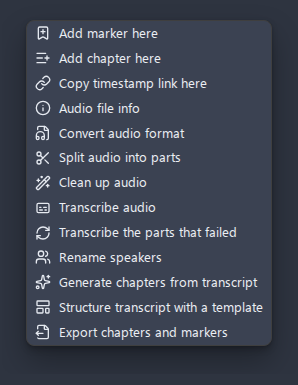 Add marker here
Add chapter here
Copy timestamp link here
Audio file info
Convert audio format
Split audio into parts
Clean up audio
Transcribe audio
Transcribe the parts that failed
Rename speakers
Generate chapters from transcript
Structure transcript with a template
Export chapters and markers